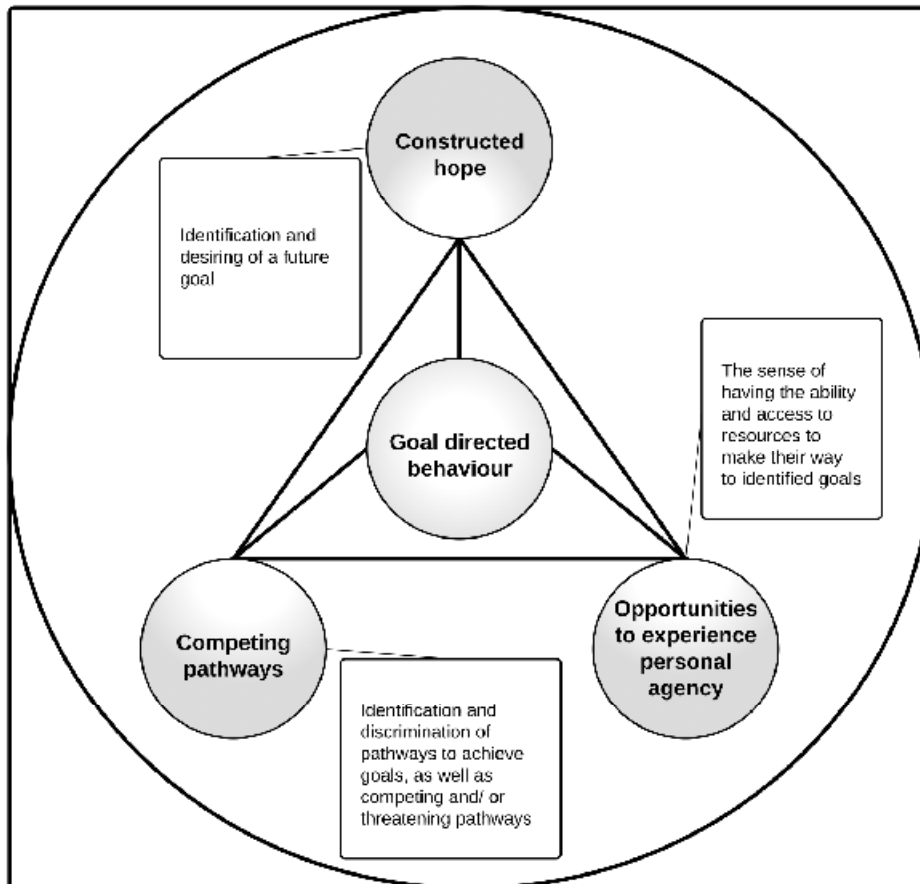 Constructed
hope
Identification and
desiring of a future
goal
The sense of
having the ability
and access to
resources to
make their way
to identified goals
Goal directed
behaviour
Competing
pathways
Opportunities
to experience
personal
agency
Identification and
discrimination of
pathways to achieve
goals, as well as
competing and/ or
threatening pathways